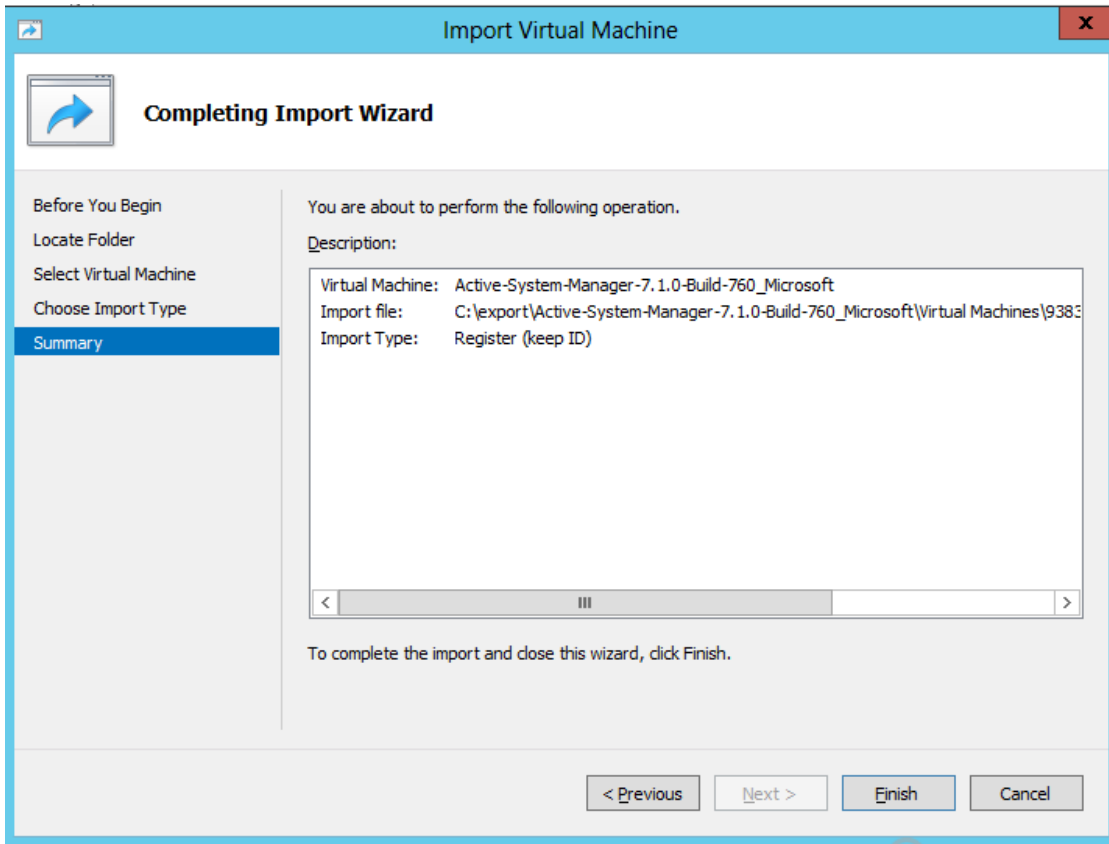 Import Virtual Machine
x
Completing Import Wizard
Before You Begin
Locate Folder
Select Virtual Machine
Choose Import Type
Summary
You are about to perform the following operation.
Description:
Virtual Machine: Active-System-Manager-7.1.0-Build-760_Microsoft
Import file: C:\export\Active-System-Manager-7.1.0-Build-760_Microsoft\Virtual Machines\9383
Import Type: Register (keep ID)
To complete the import and close this wizard, click Finish.
< Previous Next > Finish Cancel